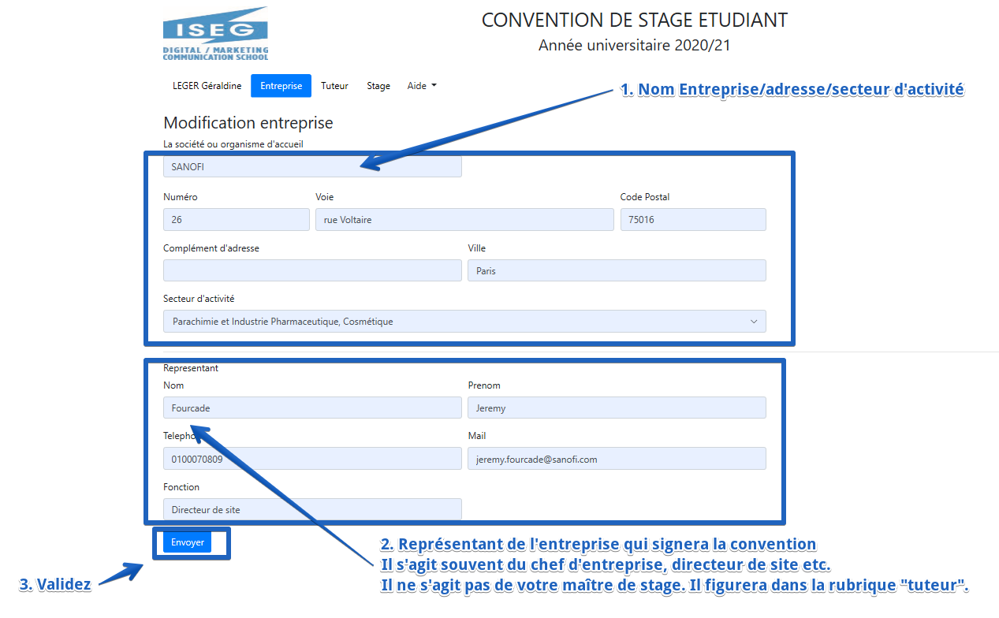 ISEG
DIGITAL / MARKETING
COMMUNICATION SCHOOL
CONVENTION DE STAGE ETUDIANT
Année universitaire 2020/21
LEGER Géraldine Entreprise Tuteur Stage Aide
1. Nom Entreprise/adresse/secteur d'activité
Modification entreprise
La société ou organisme d'accueil
SANOFI
Numéro Voie Code Postal
26 rue Voltaire 75016
Complément d'adresse Ville
Paris
Secteur d'activité
Parachimie et Industrie Pharmaceutique, Cosmétique
Representant
Nom Prenom
Fourcade Jeremy
Telepho Mail
0100070809 jeremy.fourcade@sanofi.com
Fonction
Directeur de site
Envoyer
2. Représentant de l'entreprise qui signera la convention
Il s'agit souvent du chef d'entreprise, directeur de site etc.
Il ne s'agit pas de votre maître de stage. Il figurera dans la rubrique "tuteur".
3. Validez